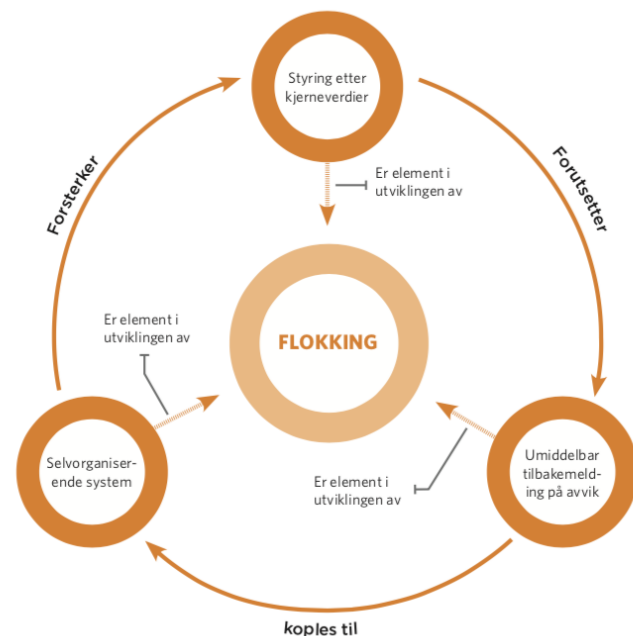 Styring etter
kjerneverdier
Forsterker
Forutsetter
Er element i
utviklingen av
Er element i
utviklingen av
FLOKKING
Selvorganiser-
ende system
Er element i
utviklingen av
Umiddelbar
tilbakemeld-
ing på avvik
koples til